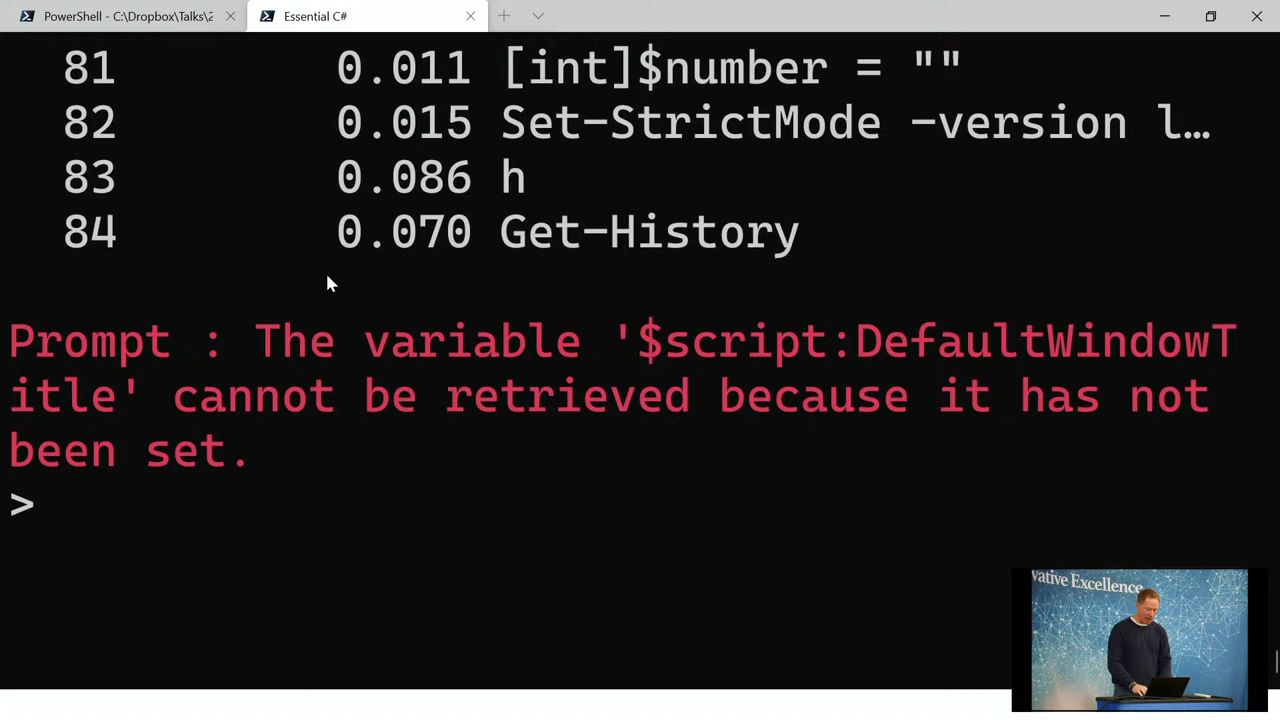 PowerShell - C:\Dropbox\Talks\2
Essential C#
81 0.011 [int]$number = ""
82 0.015 Set-StrictMode -version l…
83 0.086 h
84 0.070 Get-History
Prompt : The variable '$script:DefaultWindowT
itle' cannot be retrieved because it has not
been set.
>
vative Excellence